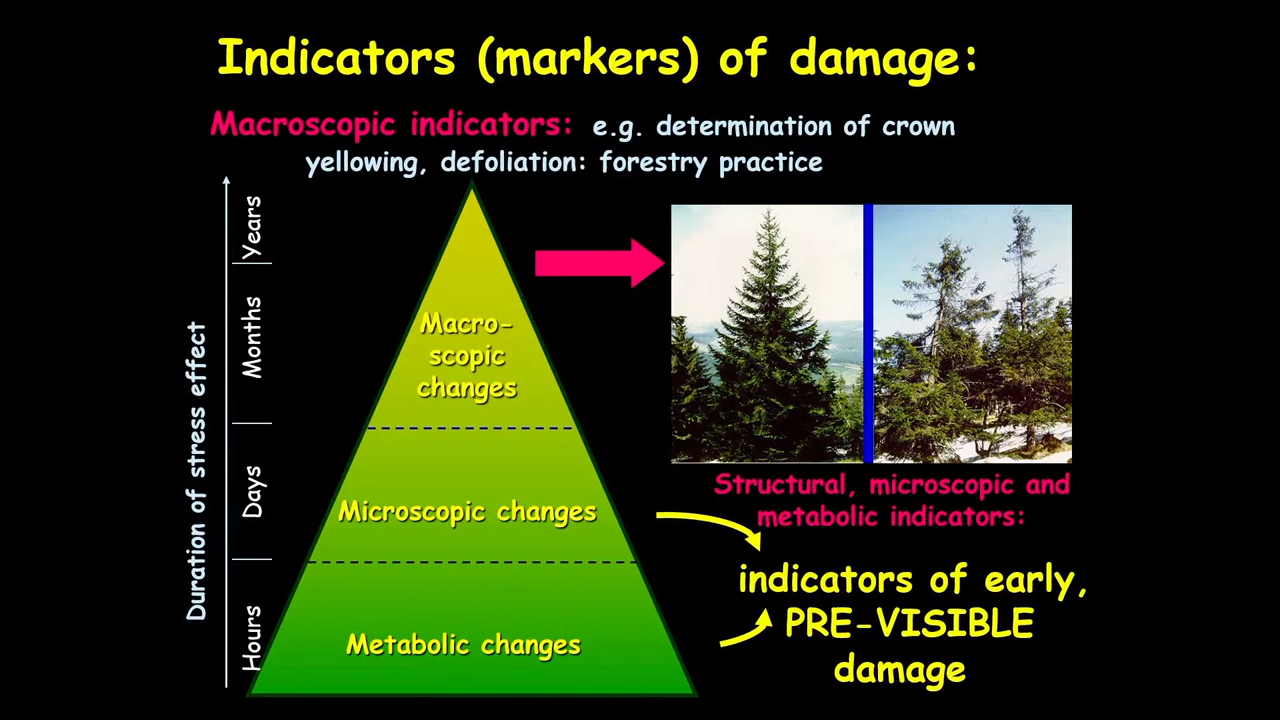 Indicators (markers) of damage:
Macroscopic indicators: e.g. determination of crown
yellowing, defoliation: forestry practice
Duration of stress effect
Years
Months
Days
Hours
Macro-
scopic
changes
Microscopic changes
Metabolic changes
Structural, microscopic and
metabolic indicators:
indicators of early,
PRE-VISIBLE
damage